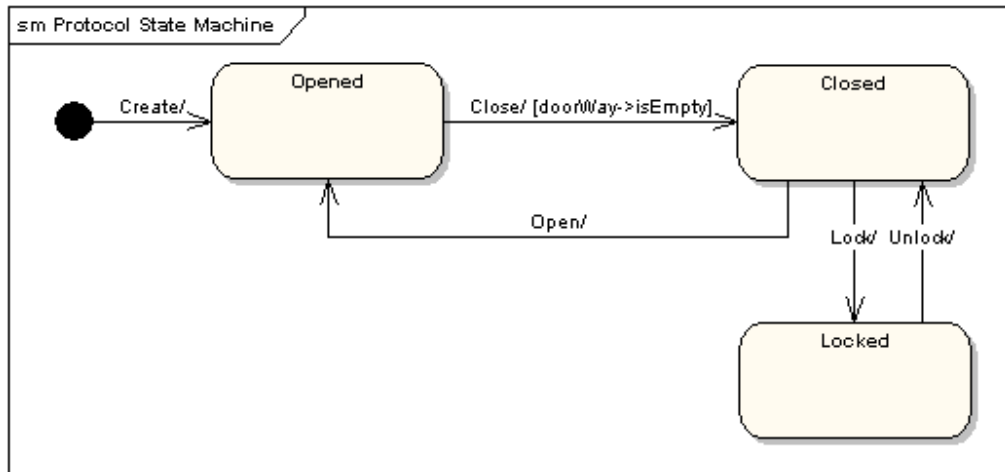 sm Protocol State Machine
Opened
Closed
Create/
Close/ [doorWay->isEmpty]
Open/
Lock/
Unlock/
Locked